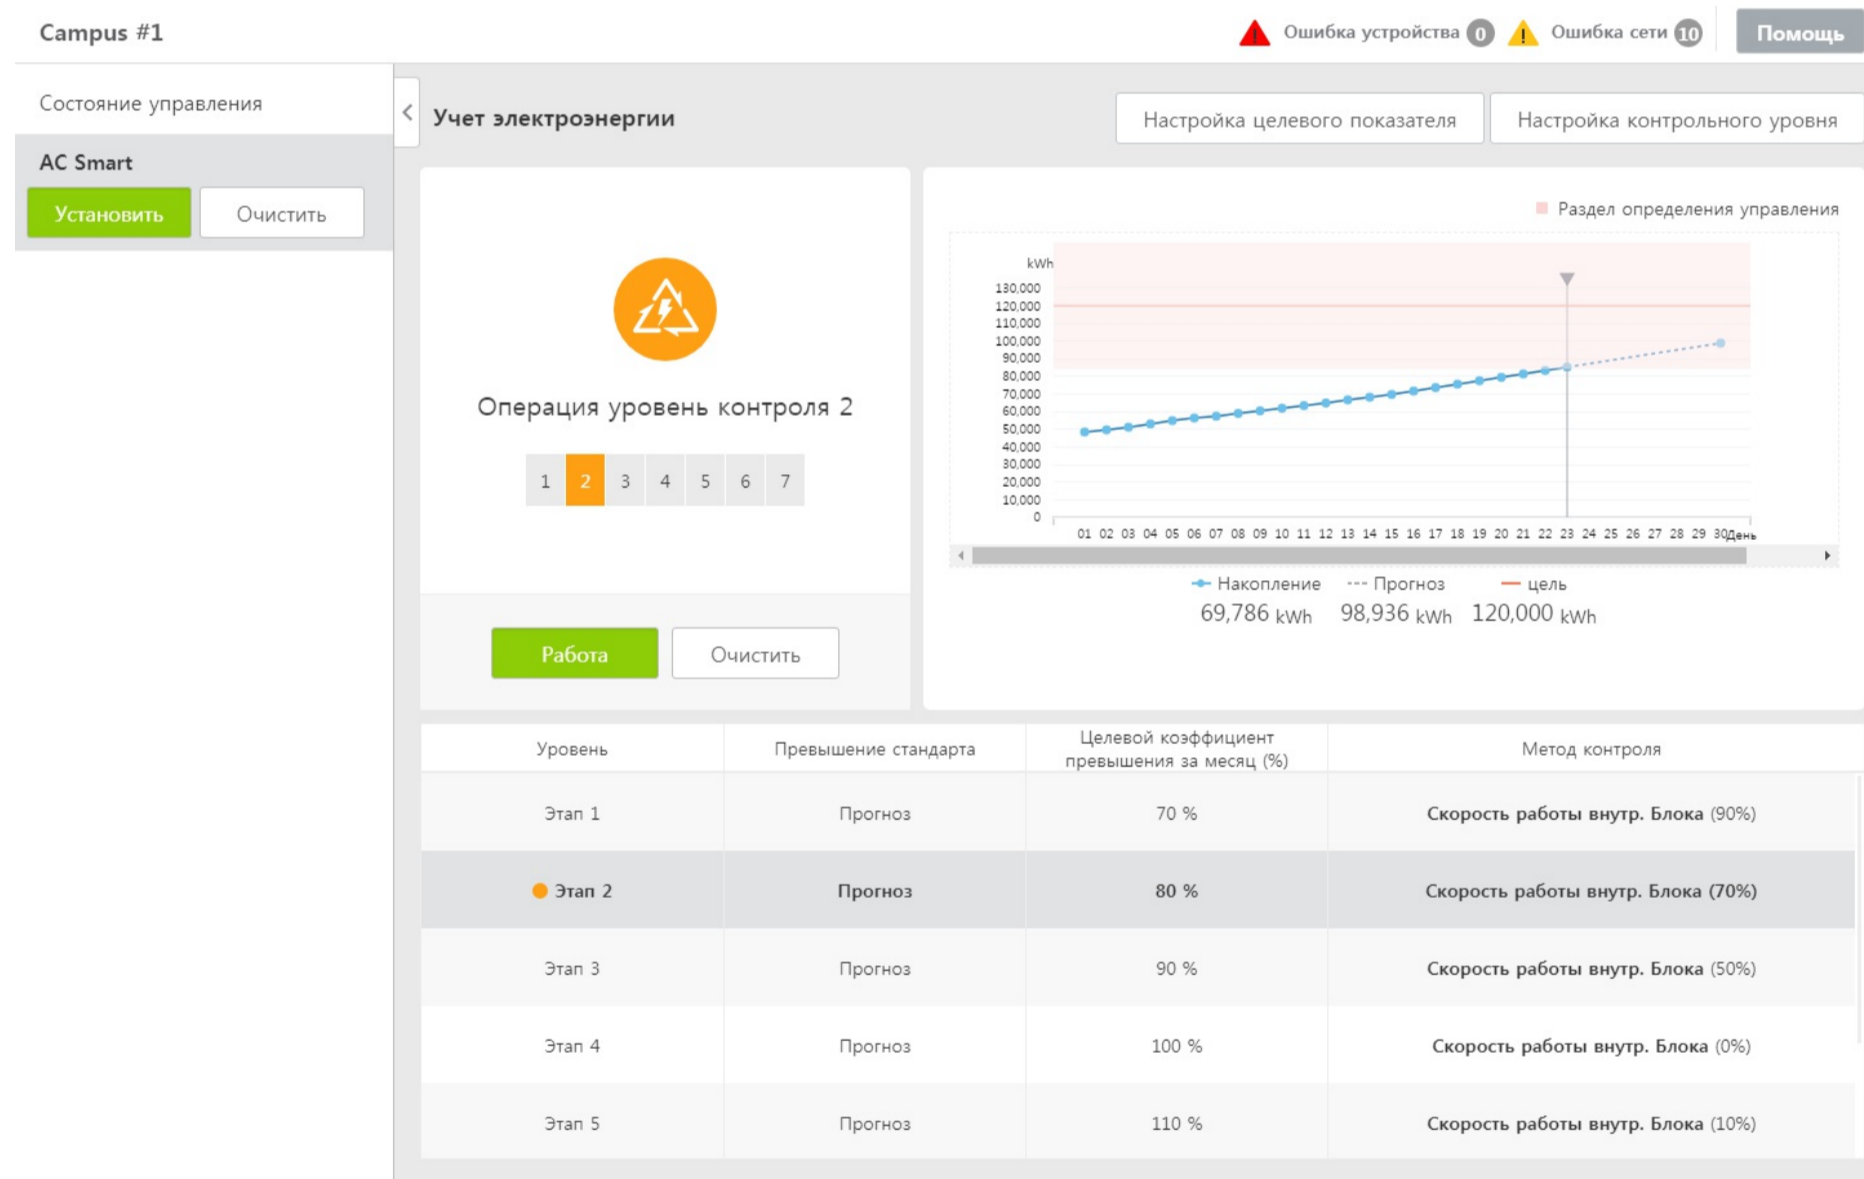 Campus #1
Ошибка устройства 0
Ошибка сети 10
Помощь
Состояние управления
AC Smart
Установить
Очистить
Учет электроэнергии
Настройка целевого показателя
Настройка контрольного уровня
Операция уровень контроля 2
1 2 3 4 5 6 7
Работа
Очистить
Раздел определения управления
kWh
130,000
120,000
110,000
100,000
90,000
80,000
70,000
60,000
50,000
40,000
30,000
20,000
10,000
0
01 02 03 04 05 06 07 08 09 10 11 12 13 14 15 16 17 18 19 20 21 22 23 24 25 26 27 28 29 30День
Накопление Прогноз цель
69,786 kWh 98,936 kWh 120,000 kWh
Уровень
Превышение стандарта
Целевой коэффициент
превышения за месяц (%)
Метод контроля
Этап 1 Прогноз 70 % Скорость работы внутр. Блока (90%)
Этап 2 Прогноз 80 % Скорость работы внутр. Блока (70%)
Этап 3 Прогноз 90 % Скорость работы внутр. Блока (50%)
Этап 4 Прогноз 100 % Скорость работы внутр. Блока (0%)
Этап 5 Прогноз 110 % Скорость работы внутр. Блока (10%)